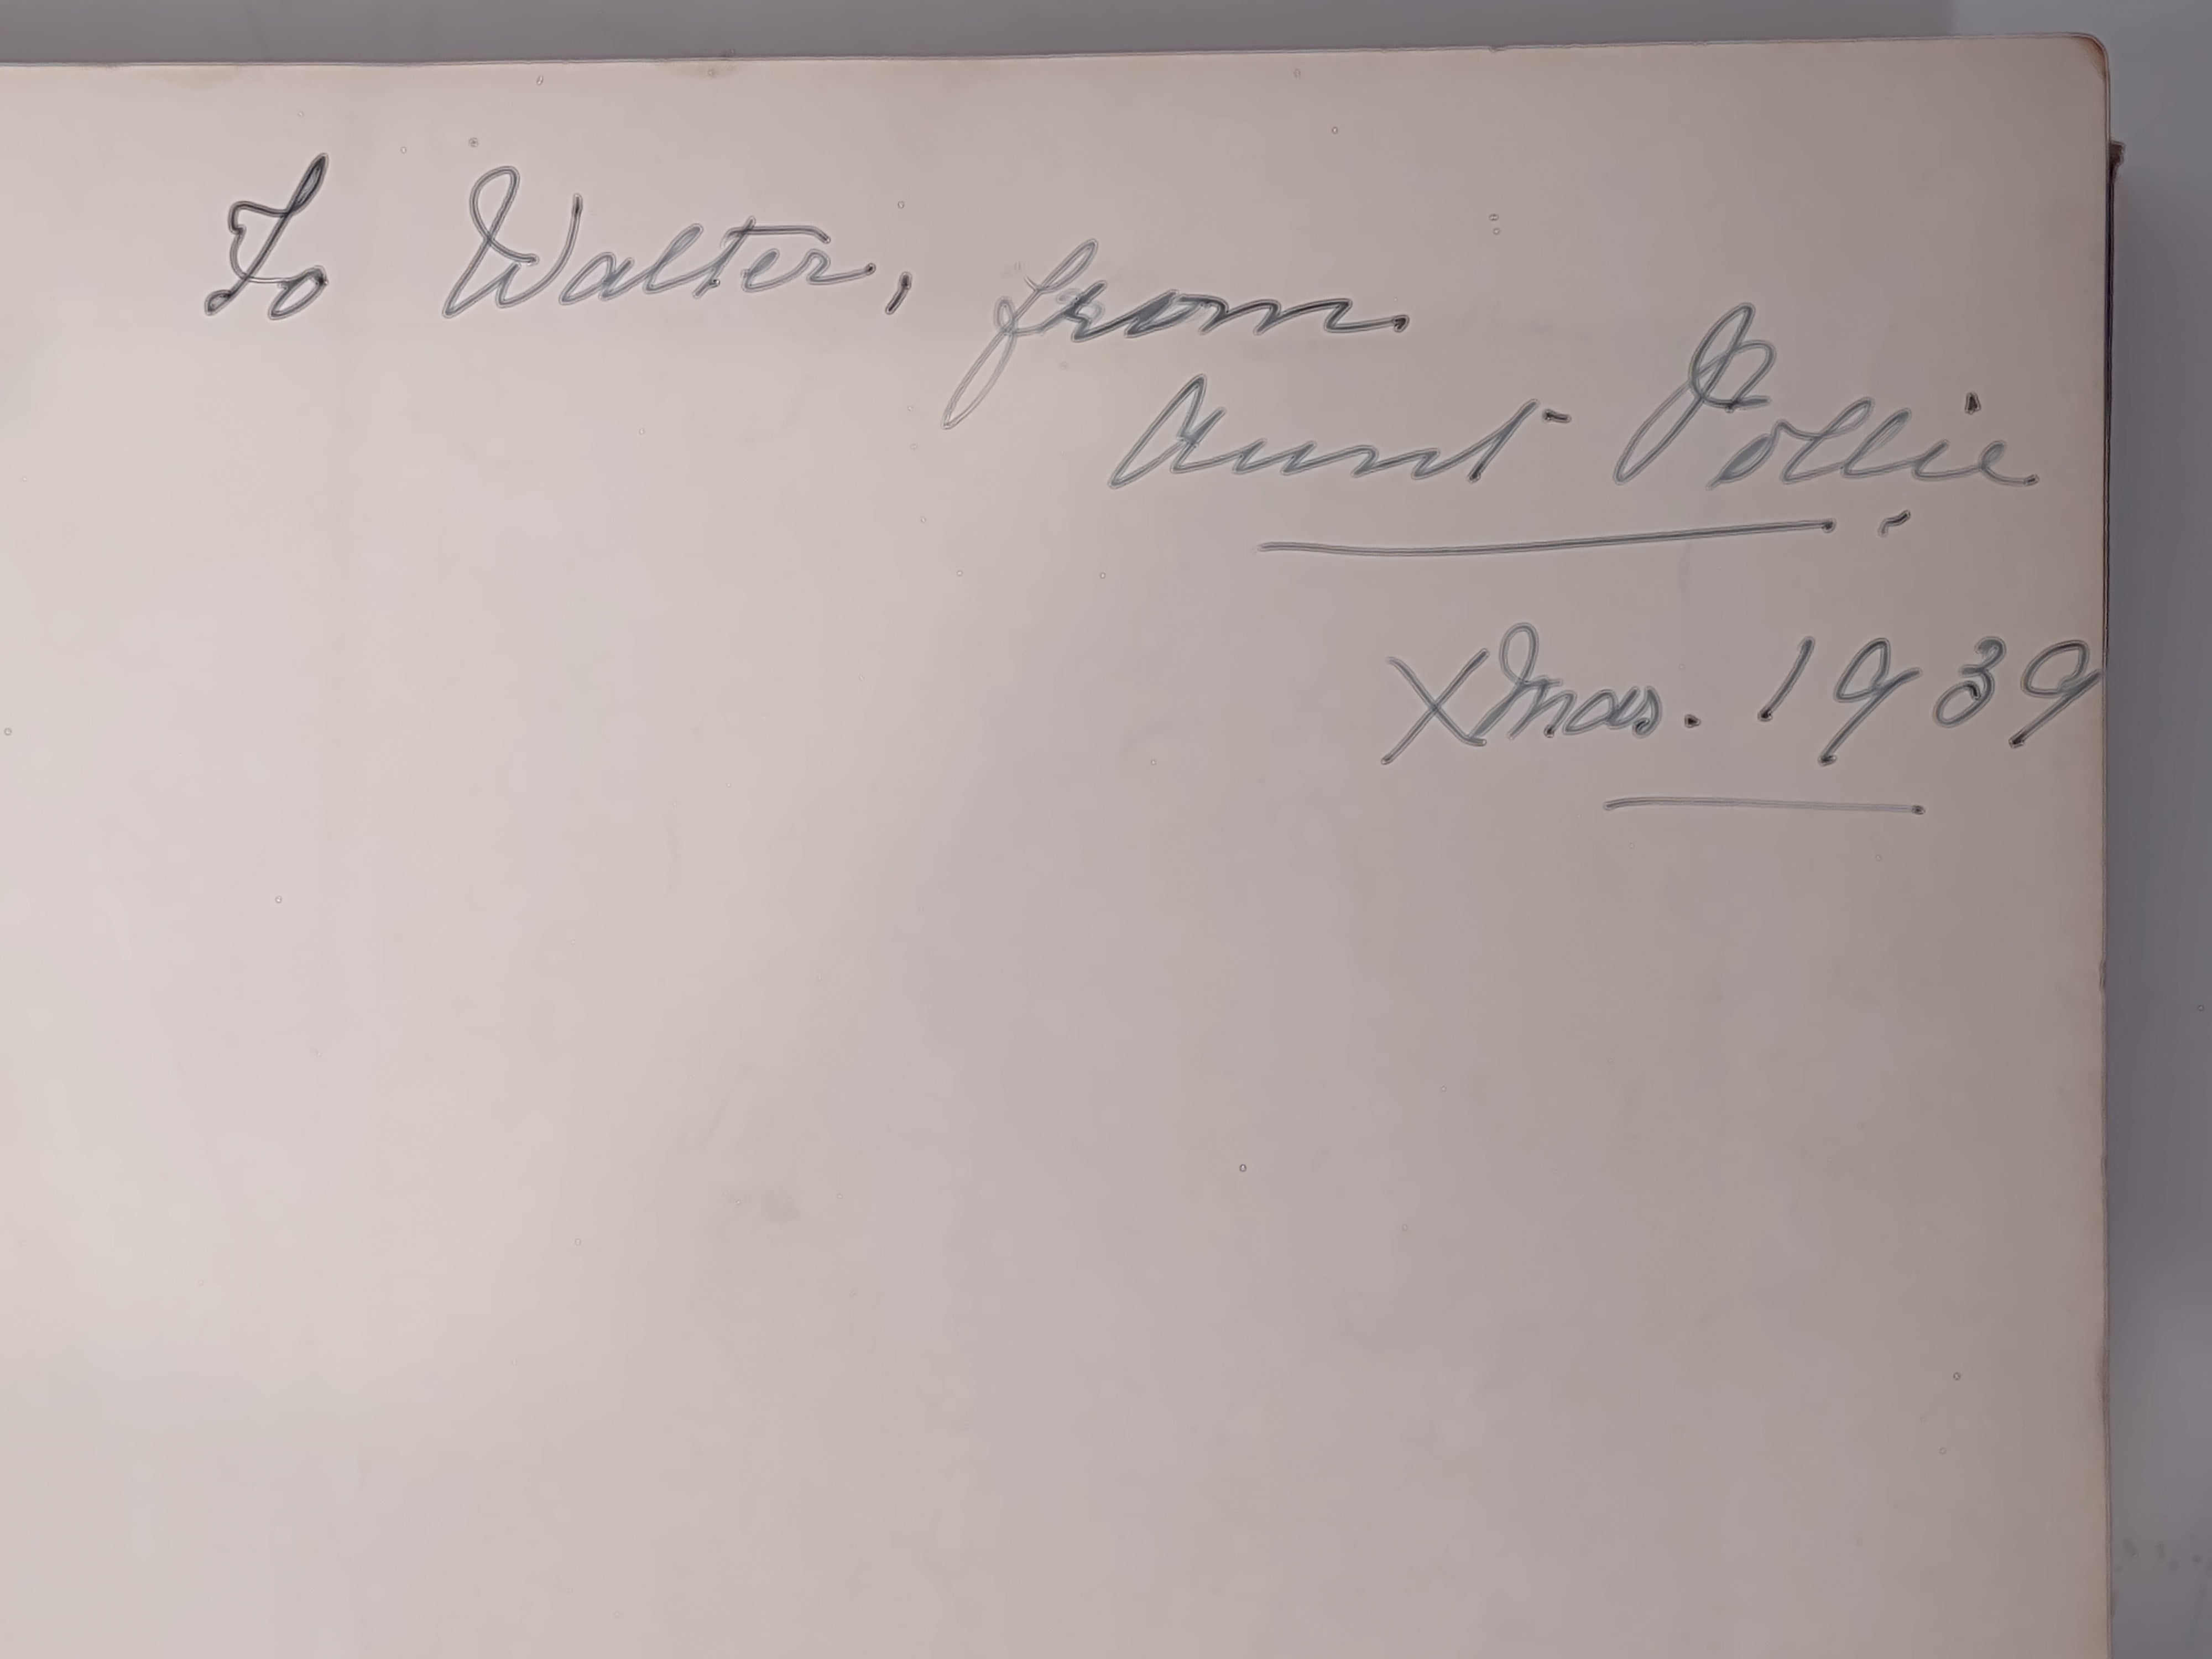 To Walter, from
Aunt Pollie
Xmas. 1939